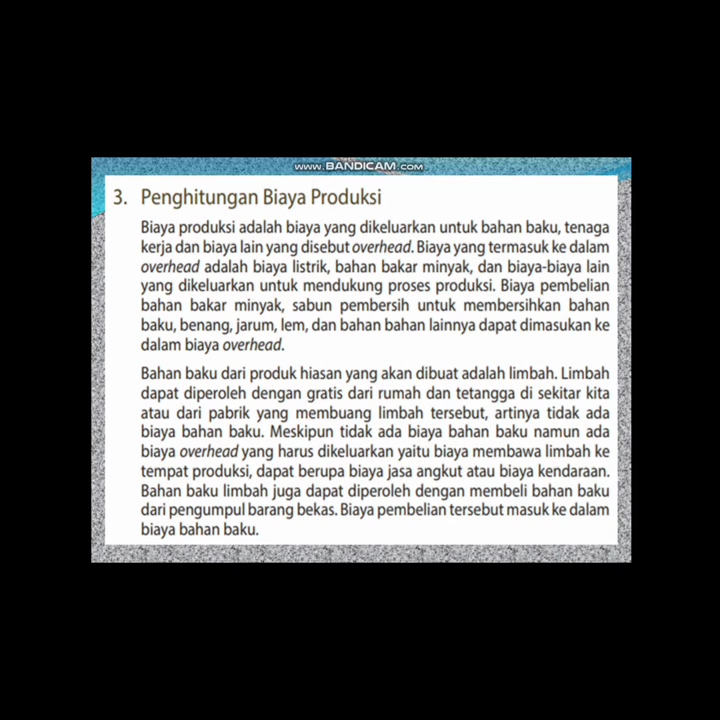 www.BANDICAM.com
3. Penghitungan Biaya Produksi
Biaya produksi adalah biaya yang dikeluarkan untuk bahan baku, tenaga
kerja dan biaya lain yang disebut overhead. Biaya yang termasuk ke dalam
overhead adalah biaya listrik, bahan bakar minyak, dan biaya-biaya lain
yang dikeluarkan untuk mendukung proses produksi. Biaya pembelian
bahan bakar minyak, sabun pembersih untuk membersihkan bahan
baku, benang, jarum, lem, dan bahan bahan lainnya dapat dimasukan ke
dalam biaya overhead.
Bahan baku dari produk hiasan yang akan dibuat adalah limbah. Limbah
dapat diperoleh dengan gratis dari rumah dan tetangga di sekitar kita
atau dari pabrik yang membuang limbah tersebut, artinya tidak ada
biaya bahan baku. Meskipun tidak ada biaya bahan baku namun ada
biaya overhead yang harus dikeluarkan yaitu biaya membawa limbah ke
tempat produksi, dapat berupa biaya jasa angkut atau biaya kendaraan.
Bahan baku limbah juga dapat diperoleh dengan membeli bahan baku
dari pengumpul barang bekas. Biaya pembelian tersebut masuk ke dalam
biaya bahan baku.